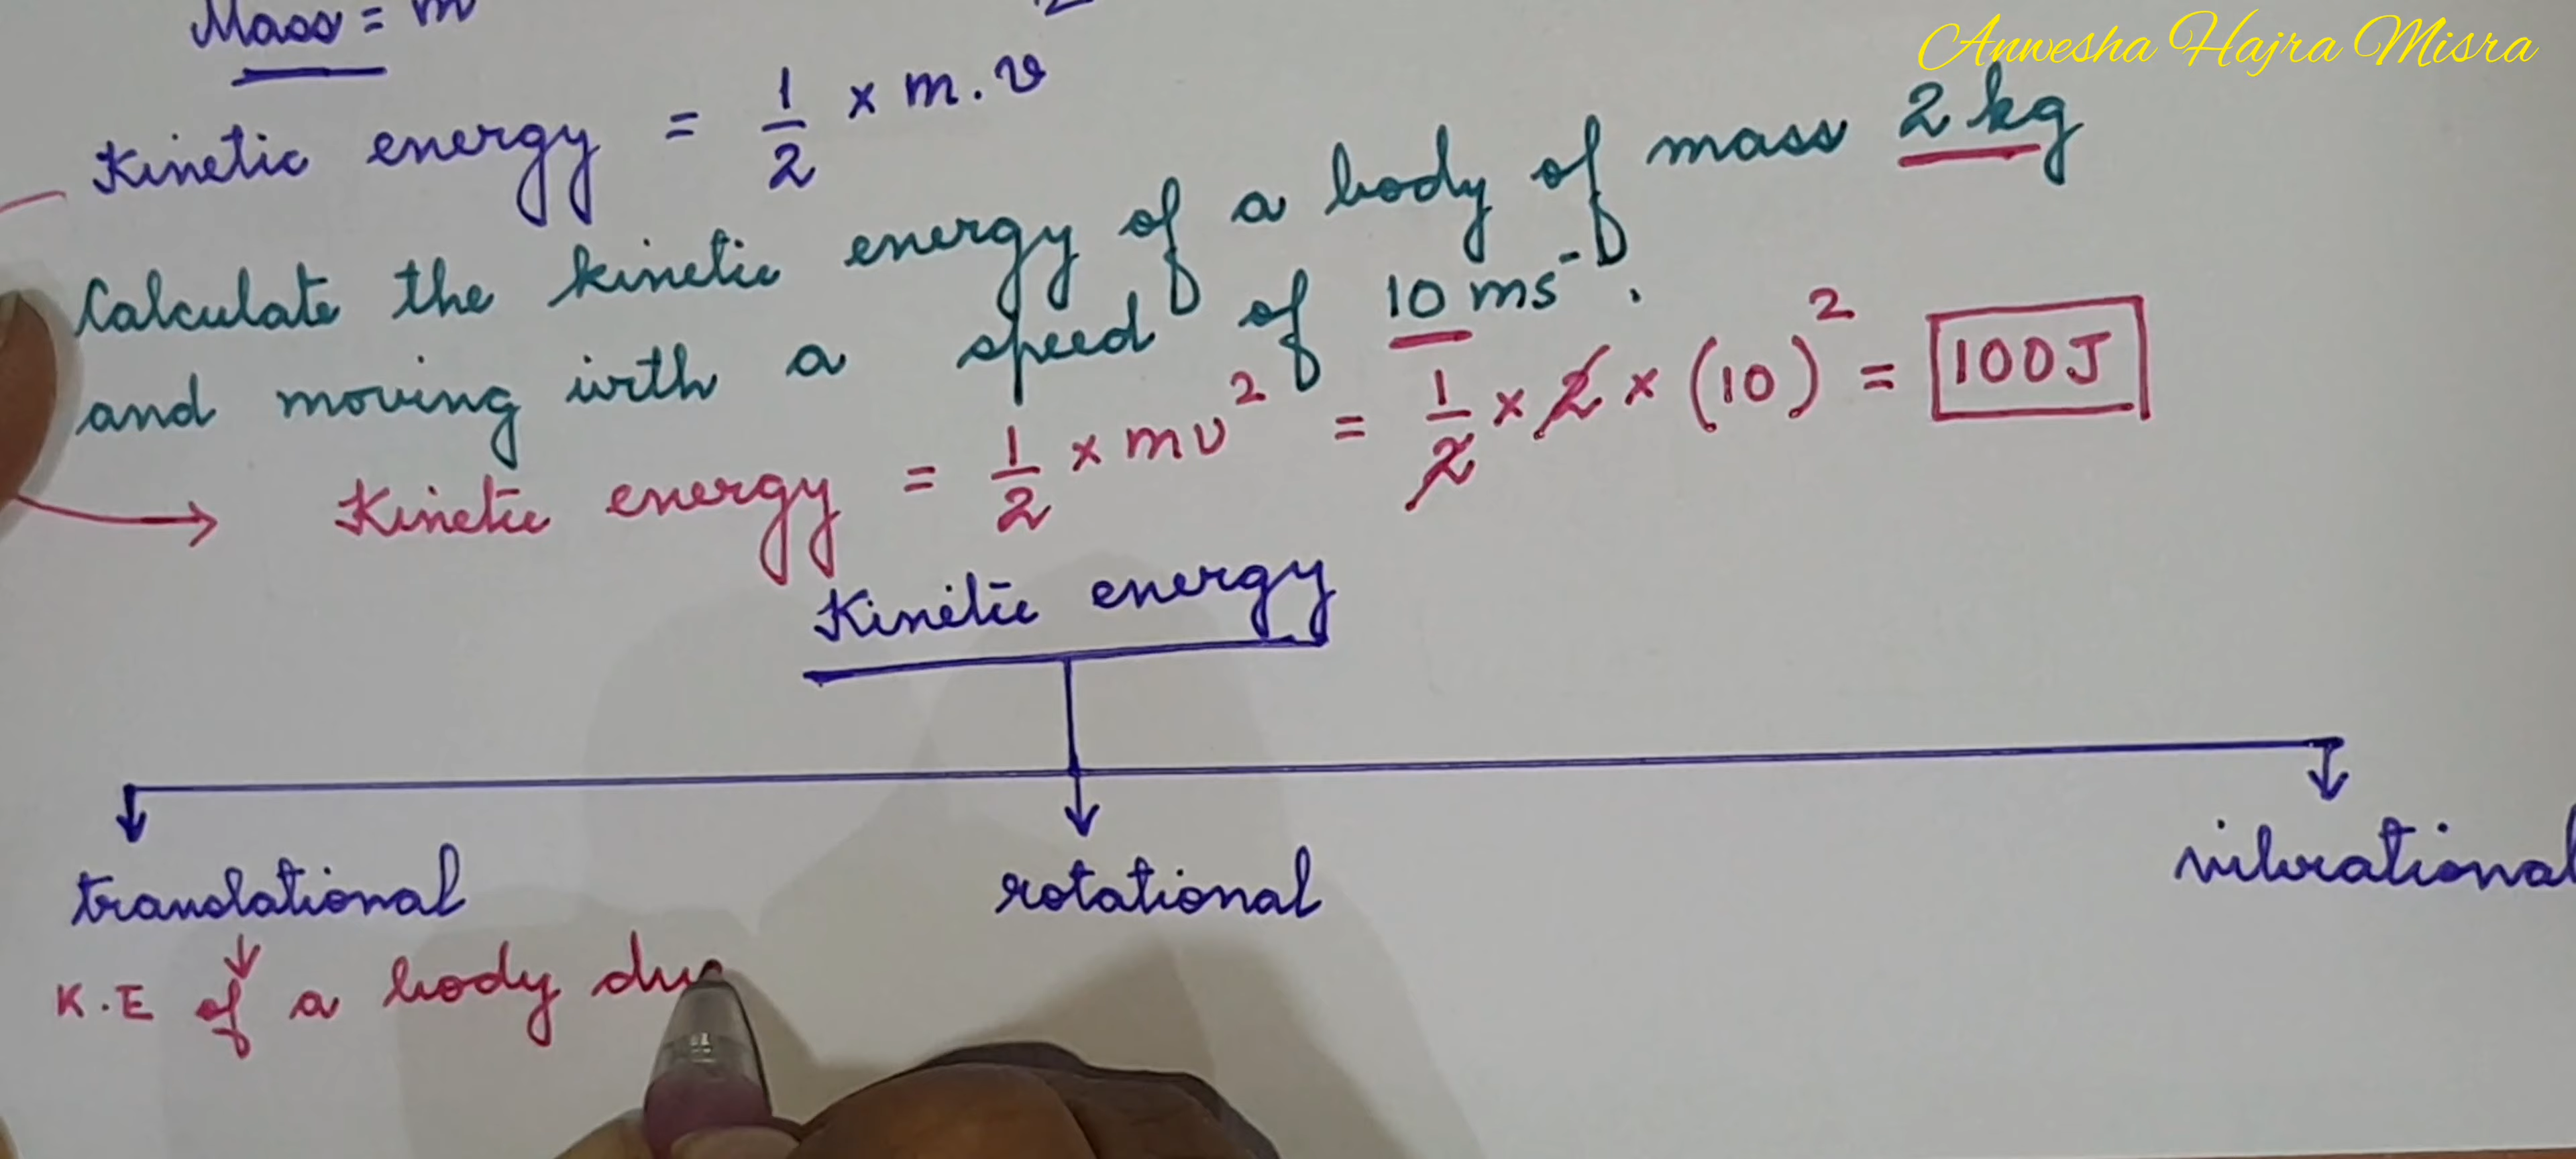 Anwesha Hajra Misra
Mass = m
Kinetic energy = 1/2 × m.v
Calculate the kinetic energy of a body of mass 2 kg
and moving with a speed of 10 ms⁻¹.
Kinetic energy = 1/2 × mv² = 1/2 × 2 × (10)² = 100J
Kinetic energy
translational rotational vibrational
K.E of a body due